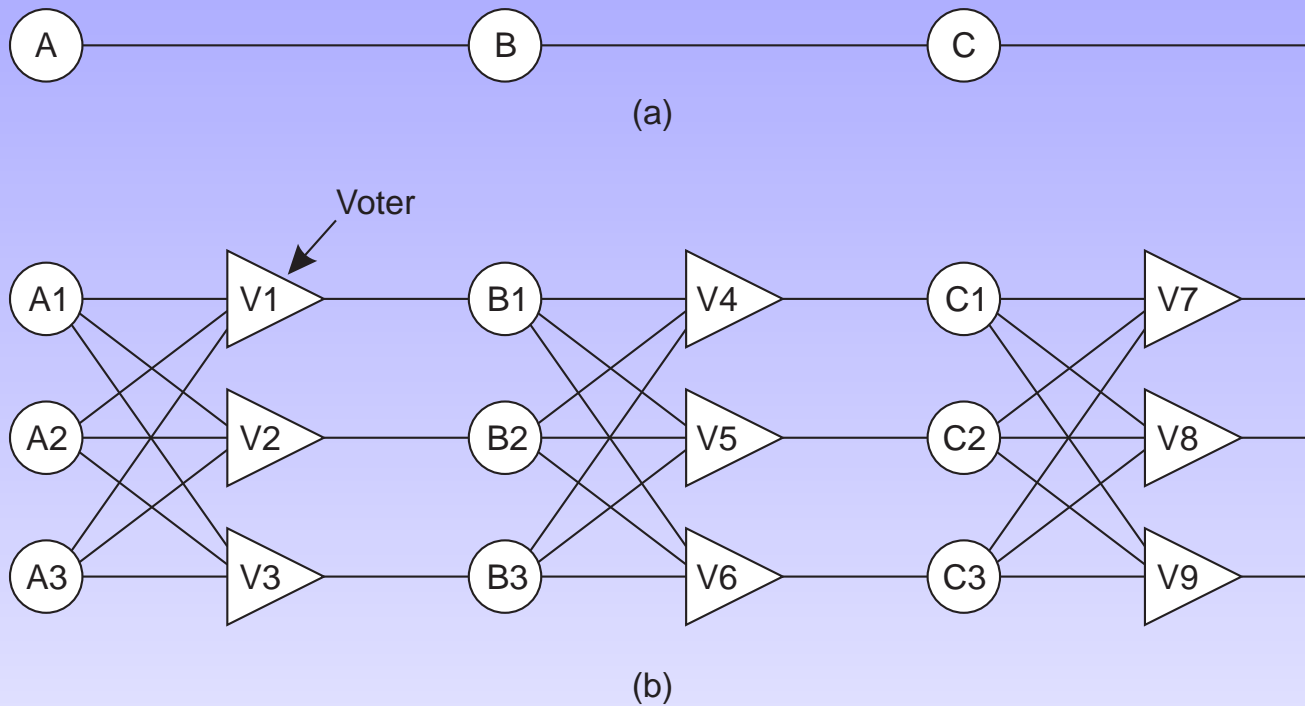 A B C
(a)
Voter
A1 V1 B1 V4 C1 V7
A2 V2 B2 V5 C2 V8
A3 V3 B3 V6 C3 V9
(b)